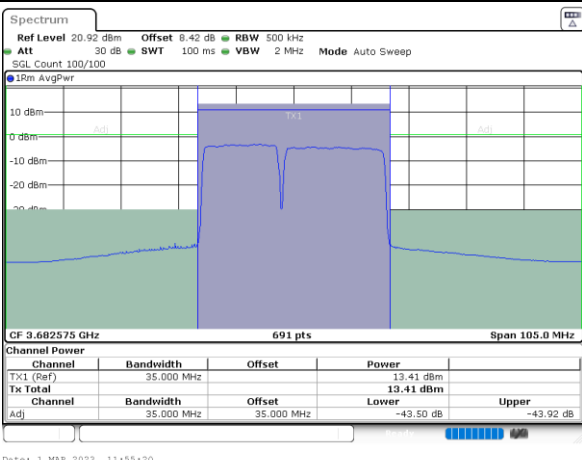 Spectrum
Ref Level 20.92 dBm Offset 8.42 dB RBW 500 kHz
Att 30 dB SWT 100 ms VBW 2 MHz Mode Auto Sweep
SGL Count 100/100
1Rm AvgPwr
10 dBm
TX1
Adj Adj
0 dBm
-10 dBm
-20 dBm
CF 3.682575 GHz 691 pts Span 105.0 MHz
Channel Power
Channel Bandwidth Offset Power
TX1 (Ref) 35.000 MHz 13.41 dBm
Tx Total 13.41 dBm
Channel Bandwidth Offset Lower Upper
Adj 35.000 MHz 35.000 MHz -43.50 dB -43.92 dB